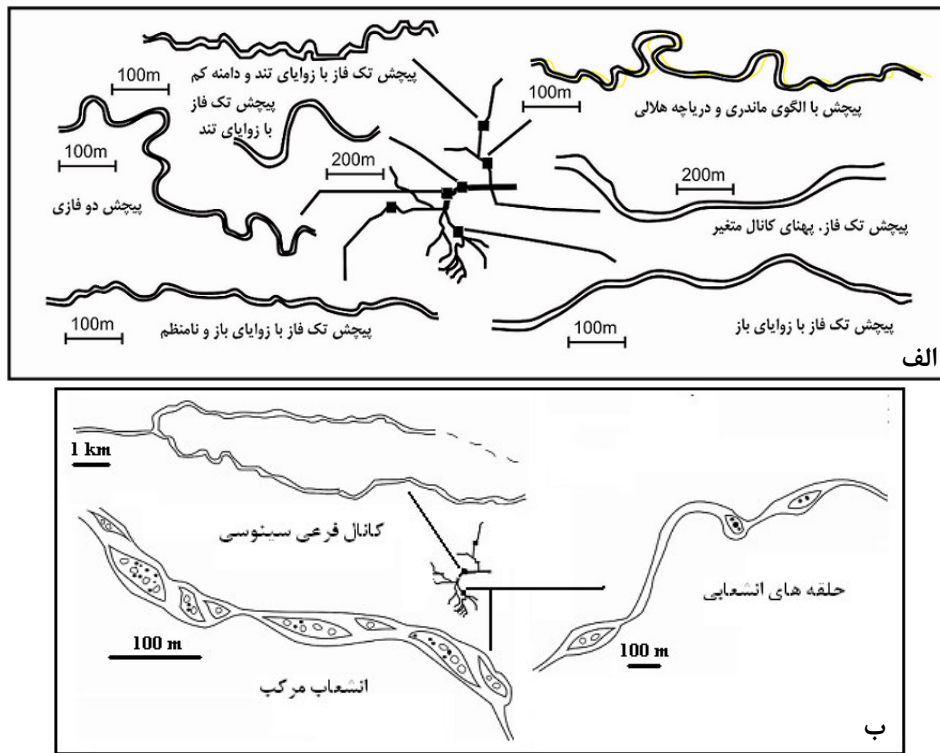 پیچش تک فاز با زوایای تند و دامنه کم
100m
پیچش تک فاز
با زوایای تند
100m
پیچش با الگوی ماندری و دریاچه هلالی
100m
200m
200m
پیچش دو فازی
پیچش تک فاز. پهنای کانال متغیر
پیچش تک فاز با زوایای باز و نامنظم
100m
پیچش تک فاز با زوایای باز
100m
الف
1 km
کانال فرعی سینوسی
حلقه های انشعابی
100 m
100 m
انشعاب مرکب
ب